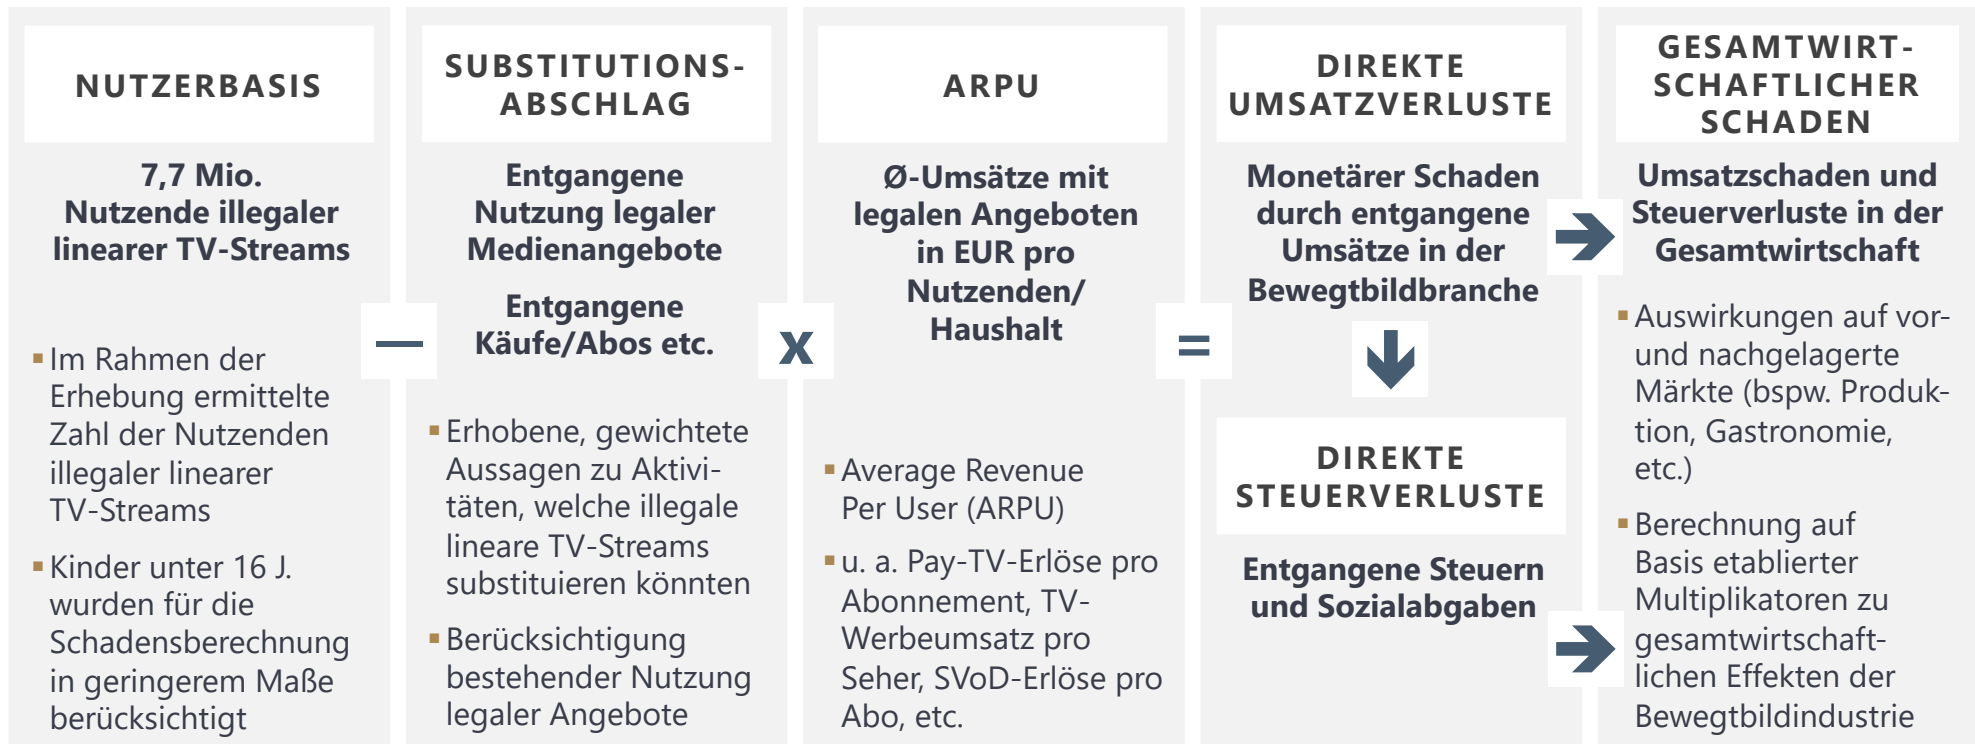 NUTZERBASIS
7,7 Mio.
Nutzende illegaler
linearer TV-Streams
▪Im Rahmen der
Erhebung ermittelte
Zahl der Nutzenden
illegaler linearer
TV-Streams
▪Kinder unter 16 J.
wurden für die
Schadensberechnung
in geringerem Maße
berücksichtigt
—
SUBSTITUTIONS-
ABSCHLAG
Entgangene
Nutzung legaler
Medienangebote
Entgangene
Käufe/Abos etc.
▪Erhobene, gewichtete
Aussagen zu Aktivi-
täten, welche illegale
lineare TV-Streams
substituieren könnten
▪Berücksichtigung
bestehender Nutzung
legaler Angebote
x
ARPU
Ø-Umsätze mit
legalen Angeboten
in EUR pro
Nutzenden/
Haushalt
▪Average Revenue
Per User (ARPU)
▪u. a. Pay-TV-Erlöse pro
Abonnement, TV-
Werbeumsatz pro
Seher, SVoD-Erlöse pro
Abo, etc.
=
DIREKTE
UMSATZVERLUSTE
Monetärer Schaden
durch entgangene
Umsätze in der
Bewegtbildbranche
DIREKTE
STEUERVERLUSTE
Entgangene Steuern
und Sozialabgaben
GESAMTWIRT-
SCHAFTLICHER
SCHADEN
Umsatzschaden und
Steuerverluste in der
Gesamtwirtschaft
▪Auswirkungen auf vor-
und nachgelagerte
Märkte (bspw. Produk-
tion, Gastronomie,
etc.)
▪Berechnung auf
Basis etablierter
Multiplikatoren zu
gesamtwirtschaft-
lichen Effekten der
Bewegtbildindustrie